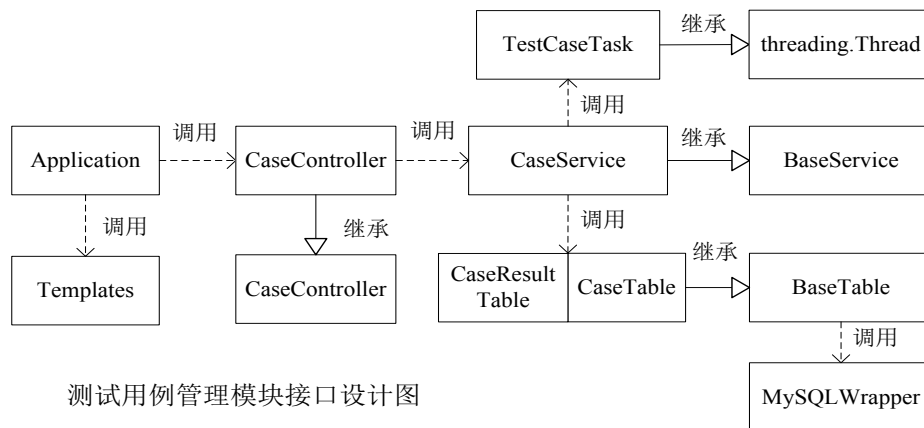 继承
TestCaseTask
threading.Thread
调用
调用
调用
继承
Application
CaseController
CaseService
BaseService
调用
继承
调用
继承
Templates
CaseController
CaseResult
Table
CaseTable
BaseTable
调用
测试用例管理模块接口设计图
MySQLWrapper